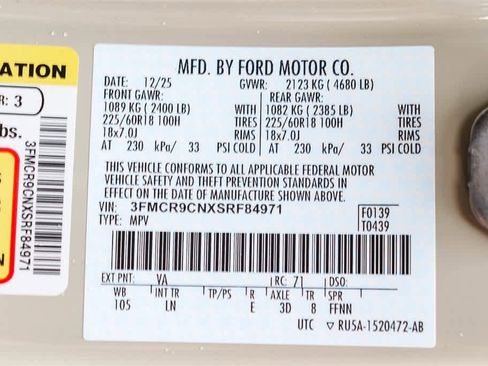 ATION
R: 3
bs.
3FMCR9CNXSRF84971
N
MFD. BY FORD MOTOR CO.
DATE: 12/25 GVWR: 2123 KG ( 4680 LB)
FRONT GAWR: REAR GAWR:
1089 KG ( 2400 LB) WITH 1082 KG ( 2385 LB) WITH
225/60R18 100H TIRES 225/60R18 100H TIRES
18x7.0J RIMS 18x7.0J RIMS
AT 230 kPa/ 33 PSI COLD AT 230 kPa/ 33 PSI COLD
THIS VEHICLE CONFORMS TO ALL APPLICABLE FEDERAL MOTOR
VEHICLE SAFETY AND THEFT PREVENTION STANDARDS IN
EFFECT ON THE DATE OF MANUFACTURE SHOWN ABOVE.
VIN: 3FMCR9CNXSRF84971 F0139
TYPE: MPV T0439
EXT PNT: VA RC: 71 DSO:
WB INT TR TP/PS R AXLE TR SPR
105 LN E 3D 8 FFNN
UTC ▽ RU5A-1520472-AB